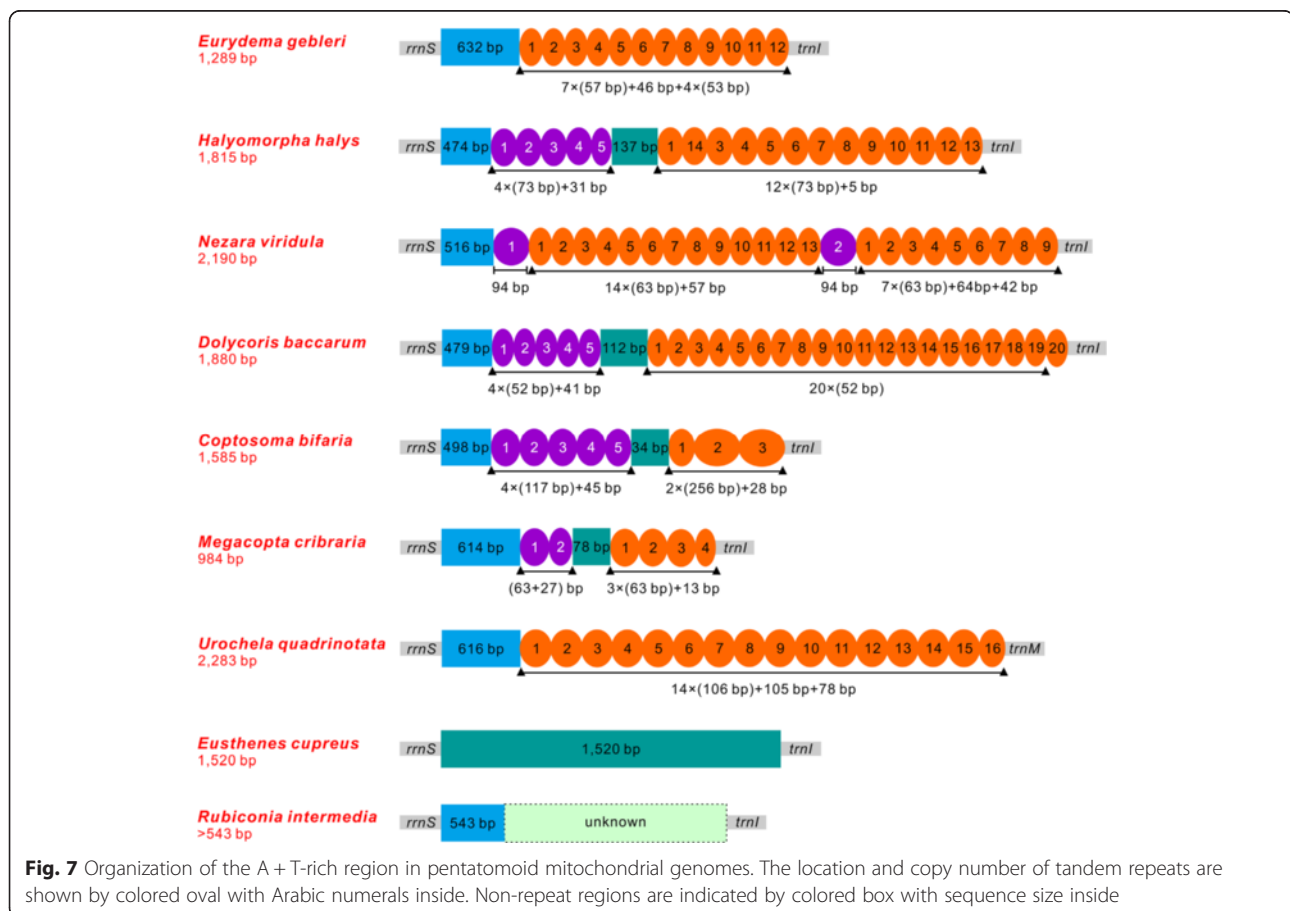 Eurydema gebleri
1,289 bp
rrnS 632 bp 1 2 3 4 5 6 7 8 9 10 11 12 trnI
7×(57 bp)+46 bp+4×(53 bp)
Halyomorpha halys
1,815 bp
rrnS 474 bp 1 2 3 4 5 137 bp 1 14 3 4 5 6 7 8 9 10 11 12 13 trnI
4×(73 bp)+31 bp 12×(73 bp)+5 bp
Nezara viridula
2,190 bp
rrnS 516 bp 1 1 2 3 4 5 6 7 8 9 10 11 12 13 2 1 2 3 4 5 6 7 8 9 trnI
94 bp 14×(63 bp)+57 bp 94 bp 7×(63 bp)+64bp+42 bp
Dolycoris baccarum
1,880 bp
rrnS 479 bp 1 2 3 4 5 112 bp 1 2 3 4 5 6 7 8 9 10 11 12 13 14 15 16 17 18 19 20 trnI
4×(52 bp)+41 bp 20×(52 bp)
Coptosoma bifaria
1,585 bp
rrnS 498 bp 1 2 3 4 5 34 bp 1 2 3 trnI
4×(117 bp)+45 bp 2×(256 bp)+28 bp
Megacopta cribraria
984 bp
rrnS 614 bp 1 2 78 bp 1 2 3 4 trnI
(63+27) bp 3×(63 bp)+13 bp
Urochela quadrinotata
2,283 bp
rrnS 616 bp 1 2 3 4 5 6 7 8 9 10 11 12 13 14 15 16 trnM
14×(106 bp)+105 bp+78 bp
Eusthenes cupreus
1,520 bp
rrnS 1,520 bp trnI
Rubiconia intermedia
>543 bp
rrnS 543 bp unknown trnI
Fig. 7 Organization of the A + T-rich region in pentatomoid mitochondrial genomes. The location and copy number of tandem repeats are
shown by colored oval with Arabic numerals inside. Non-repeat regions are indicated by colored box with sequence size inside